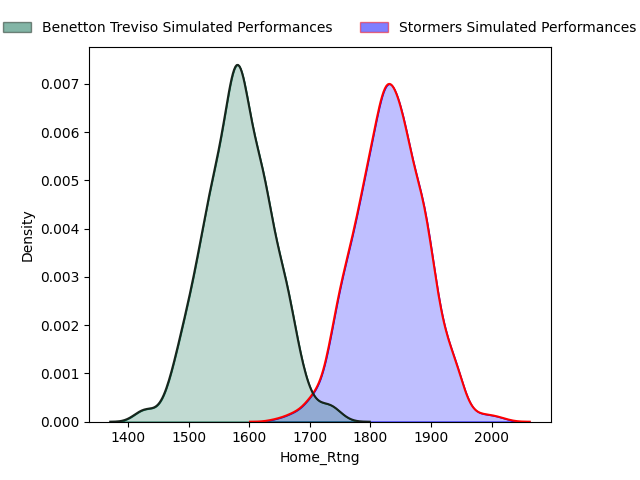 Benetton Treviso Simulated Performances Stormers Simulated Performances
0.007
0.006
0.005
0.004
0.003
0.002
0.001
0.000
Density
1400 1500 1600 1700 1800 1900 2000
Home_Rtng